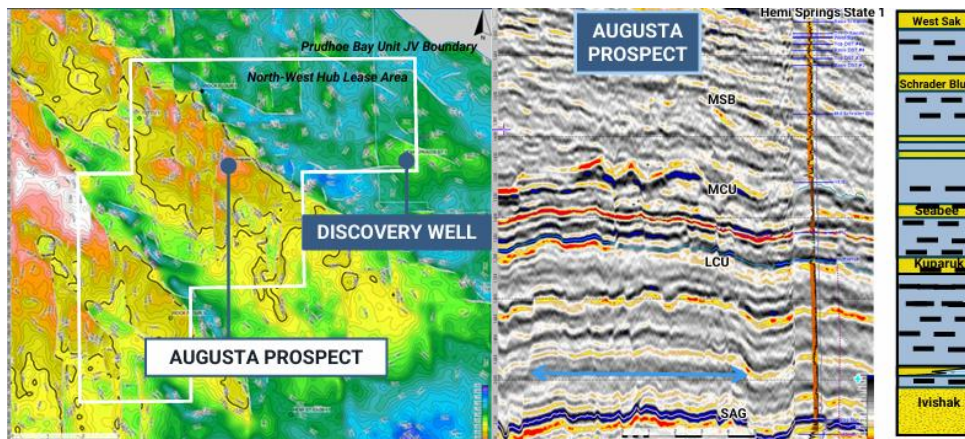 Prudhoe Bay Unit JV Boundary
North-West Hub Lease Area
DISCOVERY WELL
AUGUSTA PROSPECT
N
AUGUSTA
PROSPECT
Hemi Springs State 1
MSB
MCU
LCU
SAG
West Sak
Schrader Blu
Seabee
Kuparuk
Ivishak